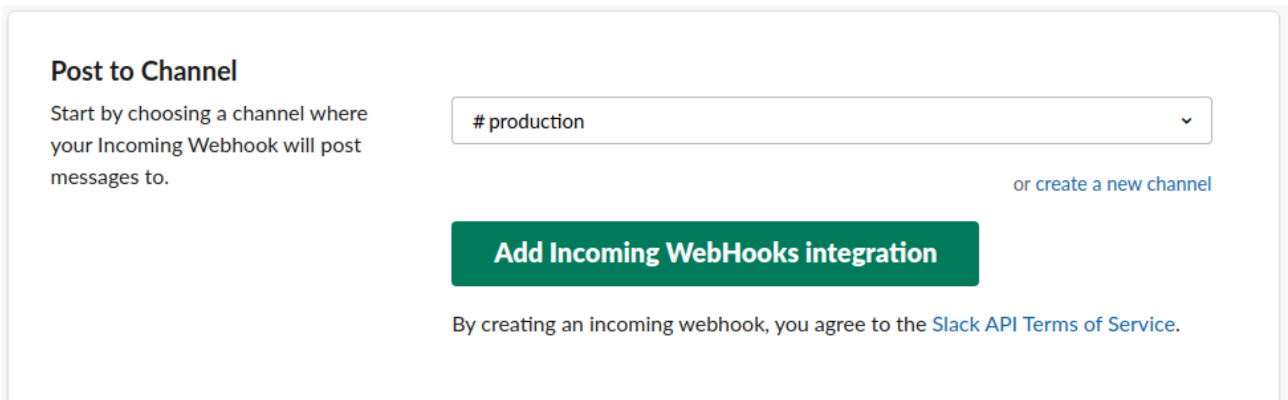 Post to Channel
Start by choosing a channel where
your Incoming Webhook will post
messages to.
# production
or create a new channel
Add Incoming WebHooks integration
By creating an incoming webhook, you agree to the Slack API Terms of Service.